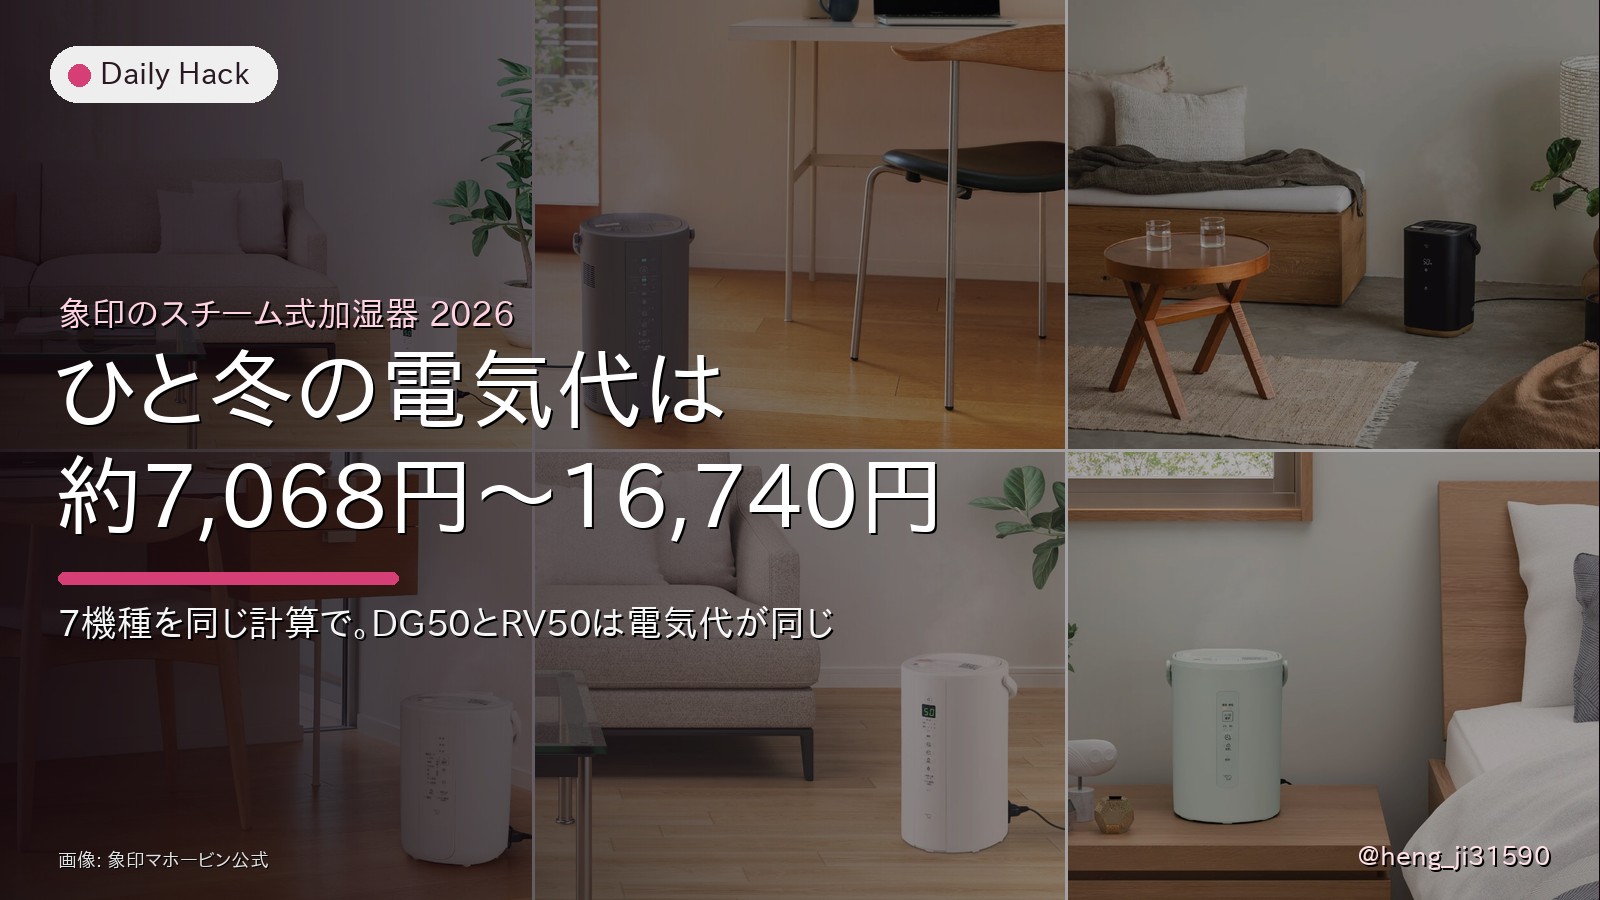 Daily Hack
象印のスチーム式加湿器 2026
ひと冬の電気代は
約7,068円〜16,740円
7機種を同じ計算で。DG50とRV50は電気代が同じ
画像: 象印マホービン公式
@heng_ji31590
50